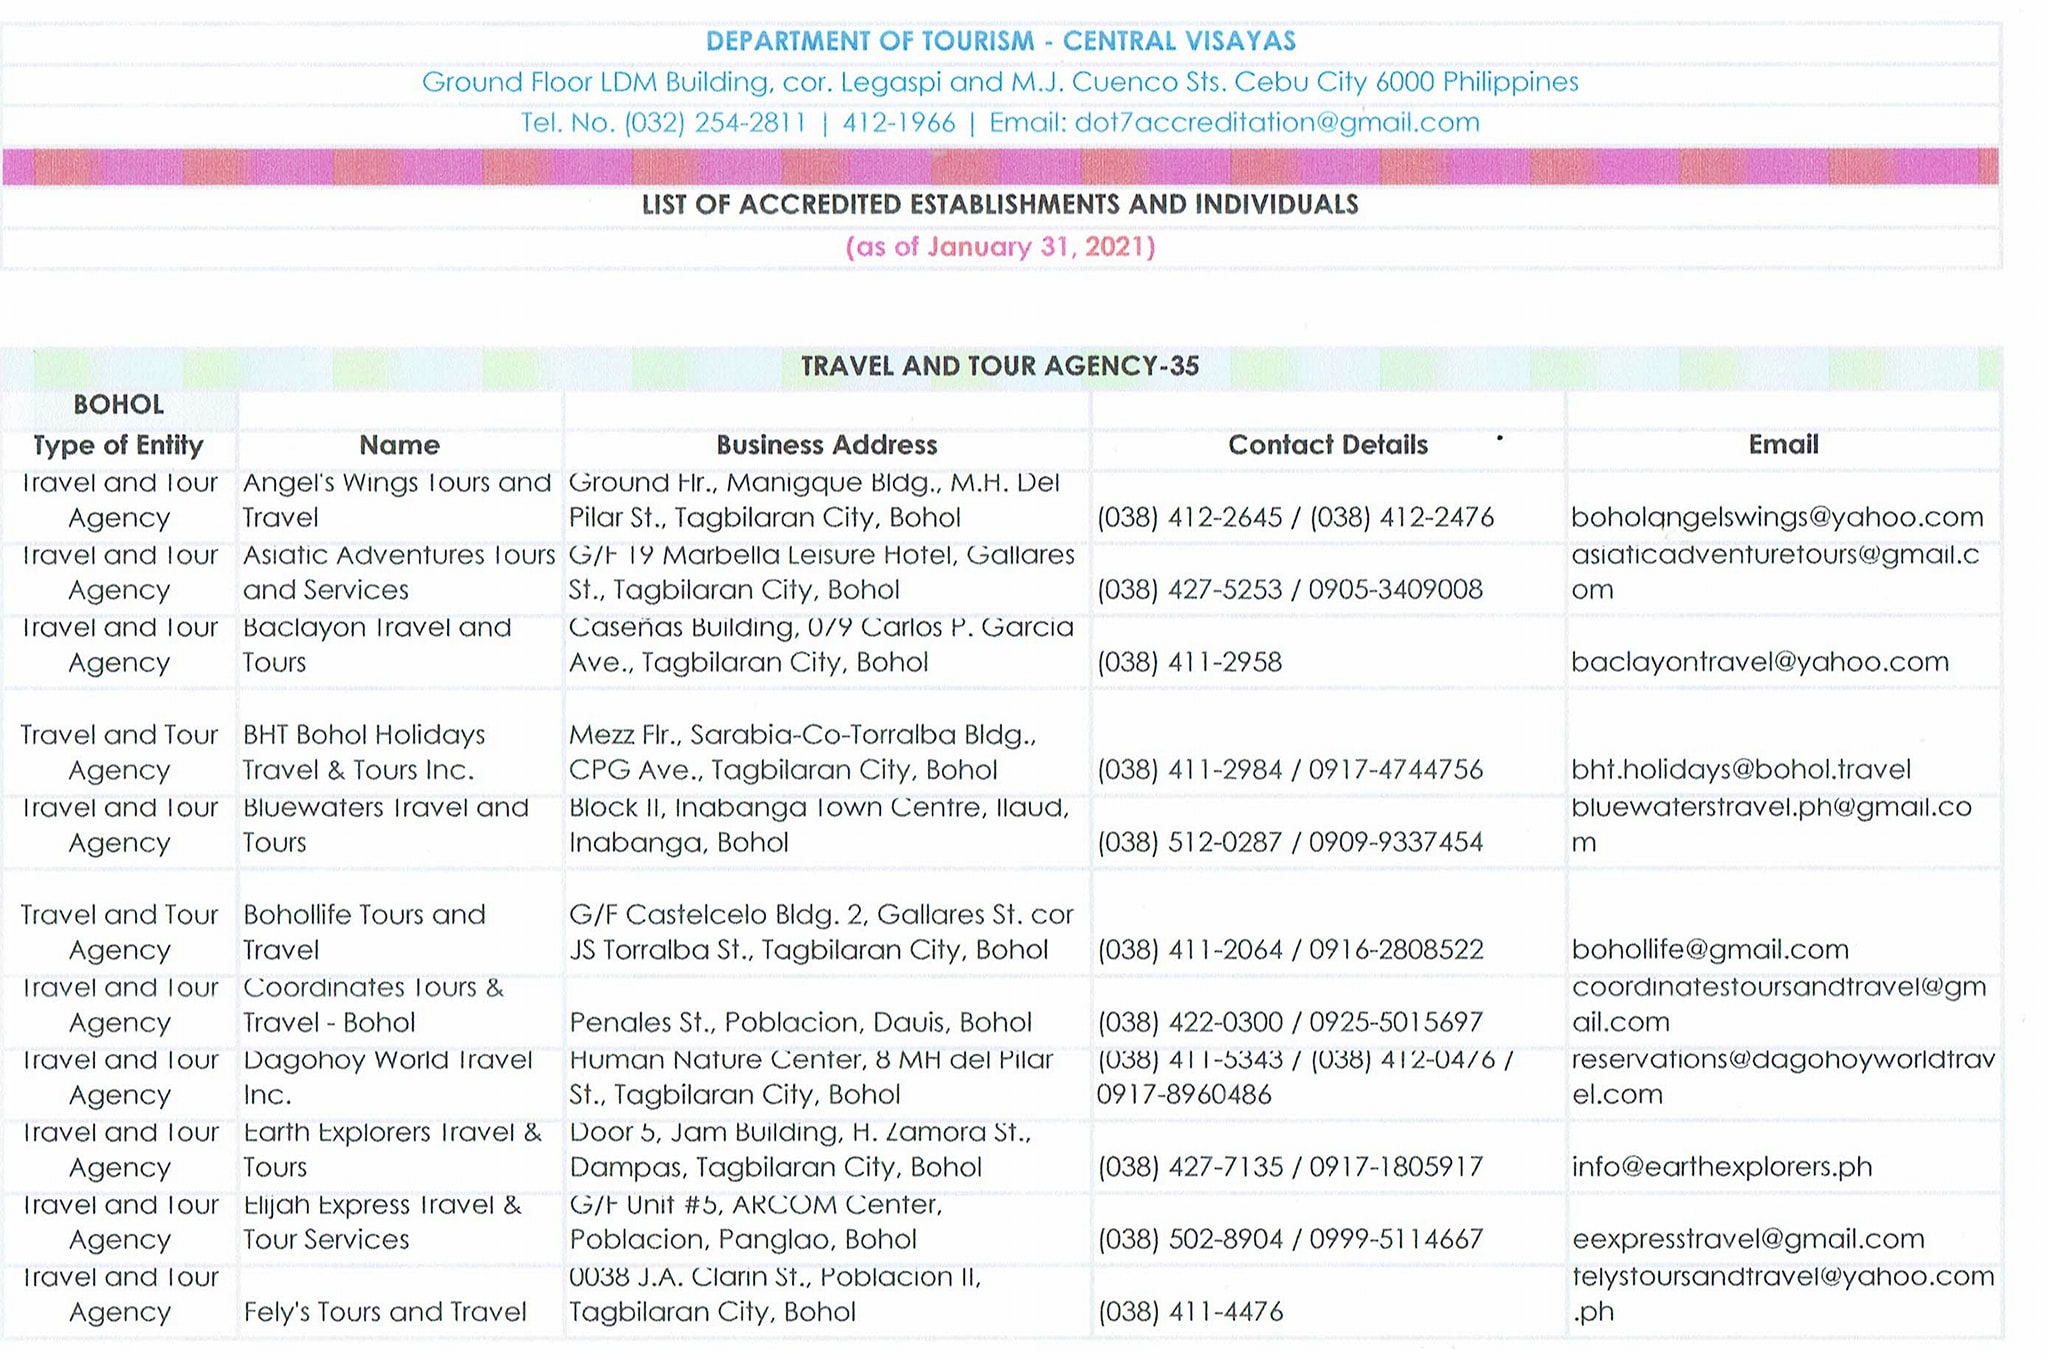 DEPARTMENT OF TOURISM - CENTRAL VISAYAS
Ground Floor LDM Building, cor. Legaspi and M.J. Cuenco Sts. Cebu City 6000 Philippines
Tel. No. (032) 254-2811 | 412-1966 | Email: dot7accreditation@gmail.com
LIST OF ACCREDITED ESTABLISHMENTS AND INDIVIDUALS
(as of January 31, 2021)
TRAVEL AND TOUR AGENCY-35
BOHOL
Type of Entity Name Business Address Contact Details Email
Travel and Tour Angel's Wings Tours and Ground Flr., Manigque Bldg., M.H. Del
Agency Travel Pilar St., Tagbilaran City, Bohol (038) 412-2645 / (038) 412-2476 boholangelswings@yahoo.com
Travel and Tour Asiatic Adventures Tours G/F 19 Marbella Leisure Hotel, Gallares asiaticadventuretours@gmail.c
Agency and Services St., Tagbilaran City, Bohol (038) 427-5253 / 0905-3409008 om
Travel and Tour Baclayon Travel and Caseñas Building, 079 Carlos P. Garcia
Agency Tours Ave., Tagbilaran City, Bohol (038) 411-2958 baclayontravel@yahoo.com
Travel and Tour BHT Bohol Holidays Mezz Flr., Sarabia-Co-Torralba Bldg.,
Agency Travel & Tours Inc. CPG Ave., Tagbilaran City, Bohol (038) 411-2984 / 0917-4744756 bht.holidays@bohol.travel
Travel and Tour Bluewaters Travel and Block II, Inabanga Town Centre, Ilaud, bluewaterstravel.ph@gmail.co
Agency Tours Inabanga, Bohol (038) 512-0287 / 0909-9337454 m
Travel and Tour Bohollife Tours and G/F Castelcelo Bldg. 2, Gallares St. cor
Agency Travel JS Torralba St., Tagbilaran City, Bohol (038) 411-2064 / 0916-2808522 bohollife@gmail.com
Travel and Tour Coordinates Tours & coordinatestoursandtravel@gm
Agency Travel - Bohol Penales St., Poblacion, Dauis, Bohol (038) 422-0300 / 0925-5015697 ail.com
Travel and Tour Dagohoy World Travel Human Nature Center, 8 MH del Pilar (038) 411-5343 / (038) 412-0476 / reservations@dagohoyworldtrav
Agency Inc. St., Tagbilaran City, Bohol 0917-8960486 el.com
Travel and Tour Earth Explorers Travel & Door 5, Jam Building, H. Zamora St.,
Agency Tours Dampas, Tagbilaran City, Bohol (038) 427-7135 / 0917-1805917 info@earthexplorers.ph
Travel and Tour Elijah Express Travel & G/F Unit #5, ARCOM Center,
Agency Tour Services Poblacion, Panglao, Bohol (038) 502-8904 / 0999-5114667 eexpresstravel@gmail.com
Travel and Tour 0038 J.A. Clarin St., Poblacion II, felystoursandtravel@yahoo.com
Agency Fely's Tours and Travel Tagbilaran City, Bohol (038) 411-4476 .ph